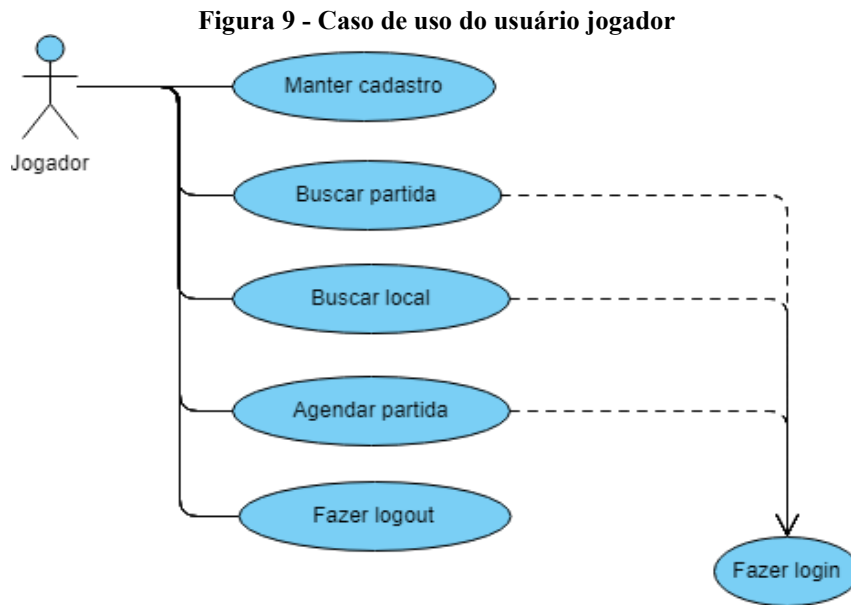 Figura 9 - Caso de uso do usuário jogador
Manter cadastro
Jogador
Buscar partida
Buscar local
Agendar partida
Fazer logout
Fazer login